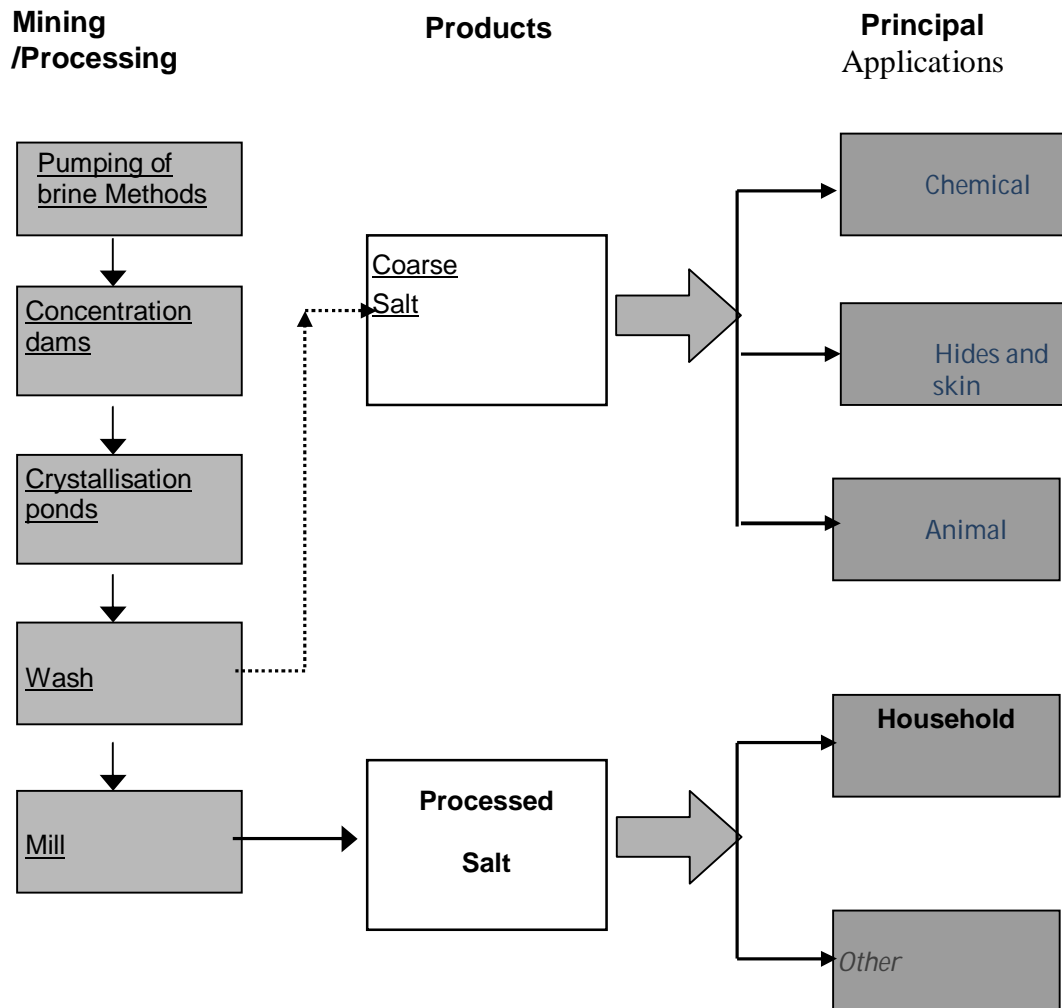 Mining
/Processing
Products
Principal
Applications
Pumping of
brine Methods
Concentration
dams
Crystallisation
ponds
Wash
Mill
Coarse
Salt
Processed
Salt
Chemical
Hides and
skin
Animal
Household
Other